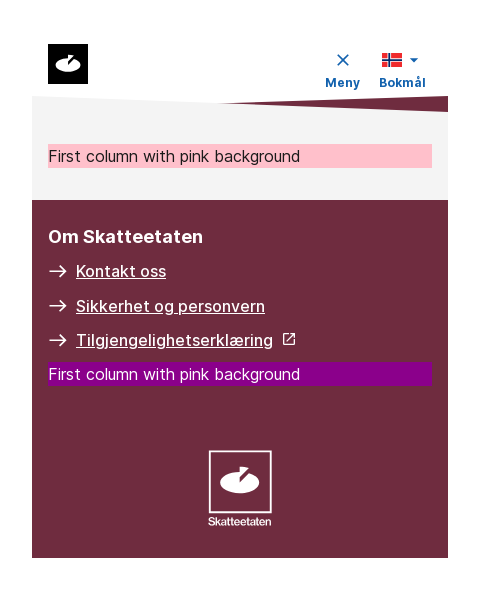 Meny
Bokmål
First column with pink background
Om Skatteetaten
Kontakt oss
Sikkerhet og personvern
Tilgjengelighetserklæring
First column with pink background
Skatteetaten